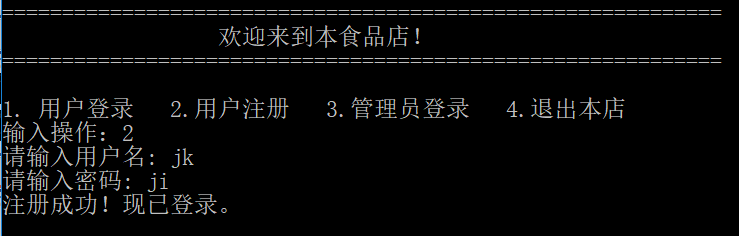 ============================================================
欢迎来到本食品店!
============================================================
1. 用户登录 2.用户注册 3.管理员登录 4.退出本店
输入操作: 2
请输入用户名: jk
请输入密码: ji
注册成功! 现已登录。